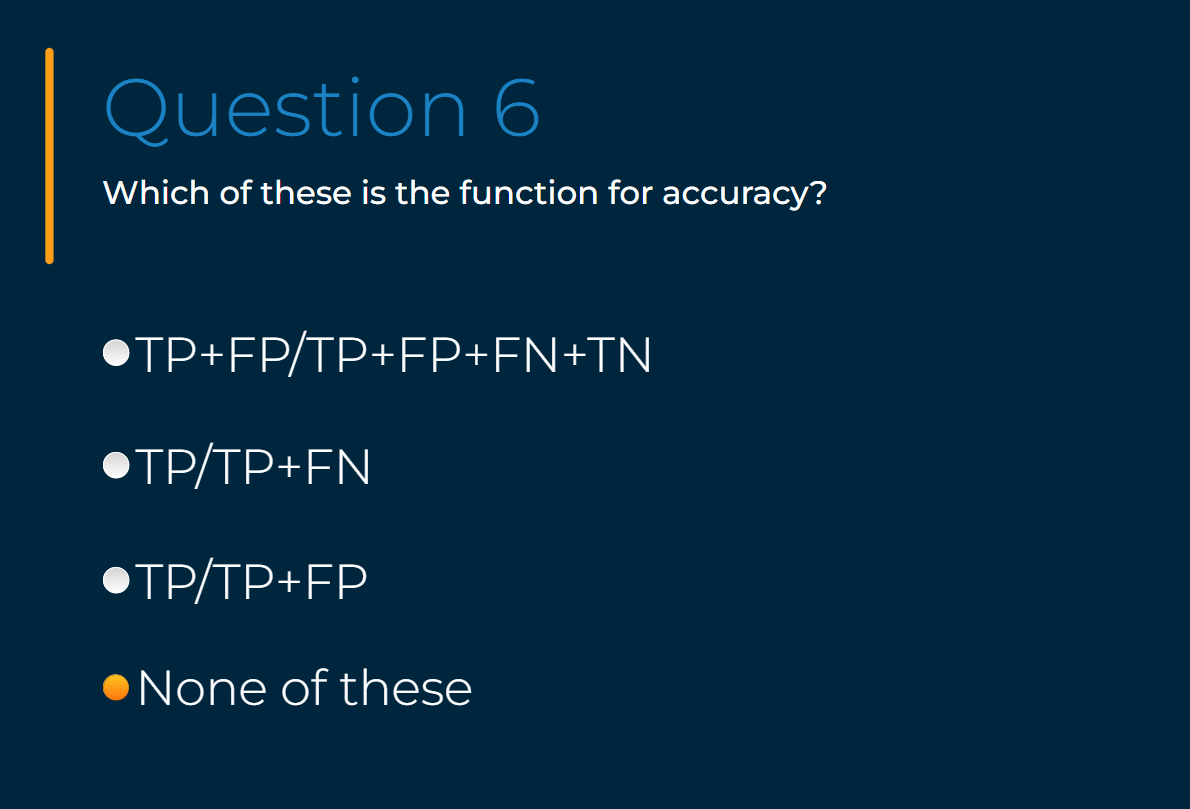 Question 6
Which of these is the function for accuracy?
TP+FP/TP+FP+FN+TN
TP/TP+FN
TP/TP+FP
None of these